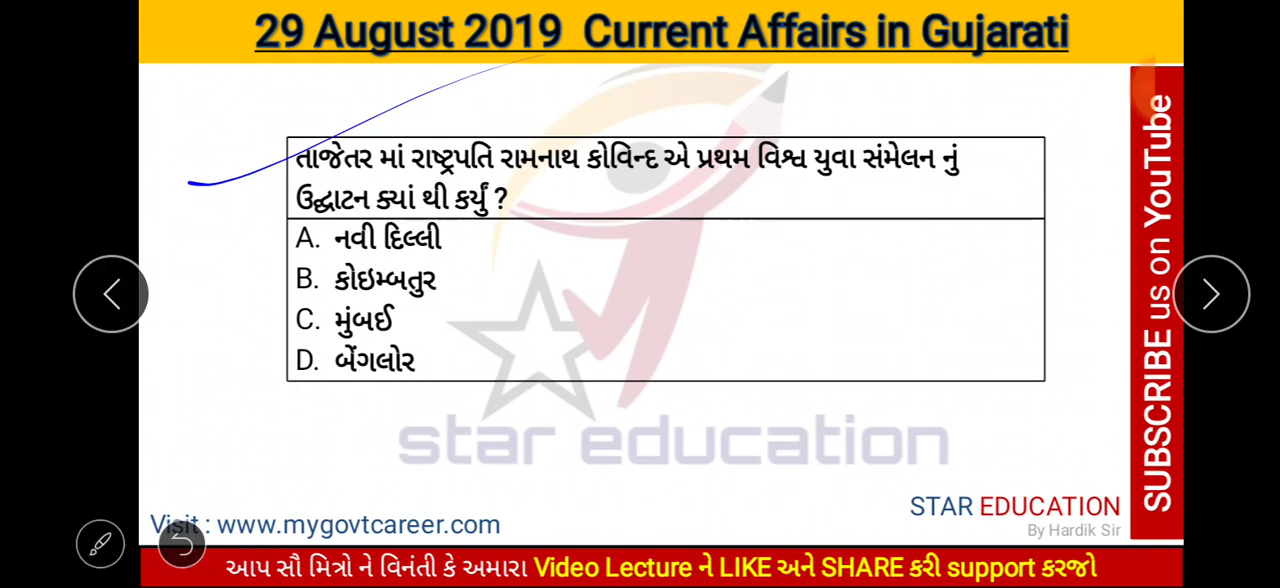 29 August 2019 Current Affairs in Gujarati
તાજેતર માં રાષ્ટ્રપતિ રામનાથ કોવિન્દ એ પ્રથમ વિશ્વ યુવા સંમેલન નું
ઉદ્ઘાટન ક્યાં થી કર્યું ?
A. નવી દિલ્લી
B. કોઇમ્બતુર
C. મુંબઈ
D. બેંગલોર
star education
STAR EDUCATION
By Hardik Sir
Visit : www.mygovtcareer.com
આપ સૌ મિત્રો ને વિનંતી કે અમારા Video Lecture ને LIKE અને SHARE કરી support કરજો
SUBSCRIBE us on YouTube